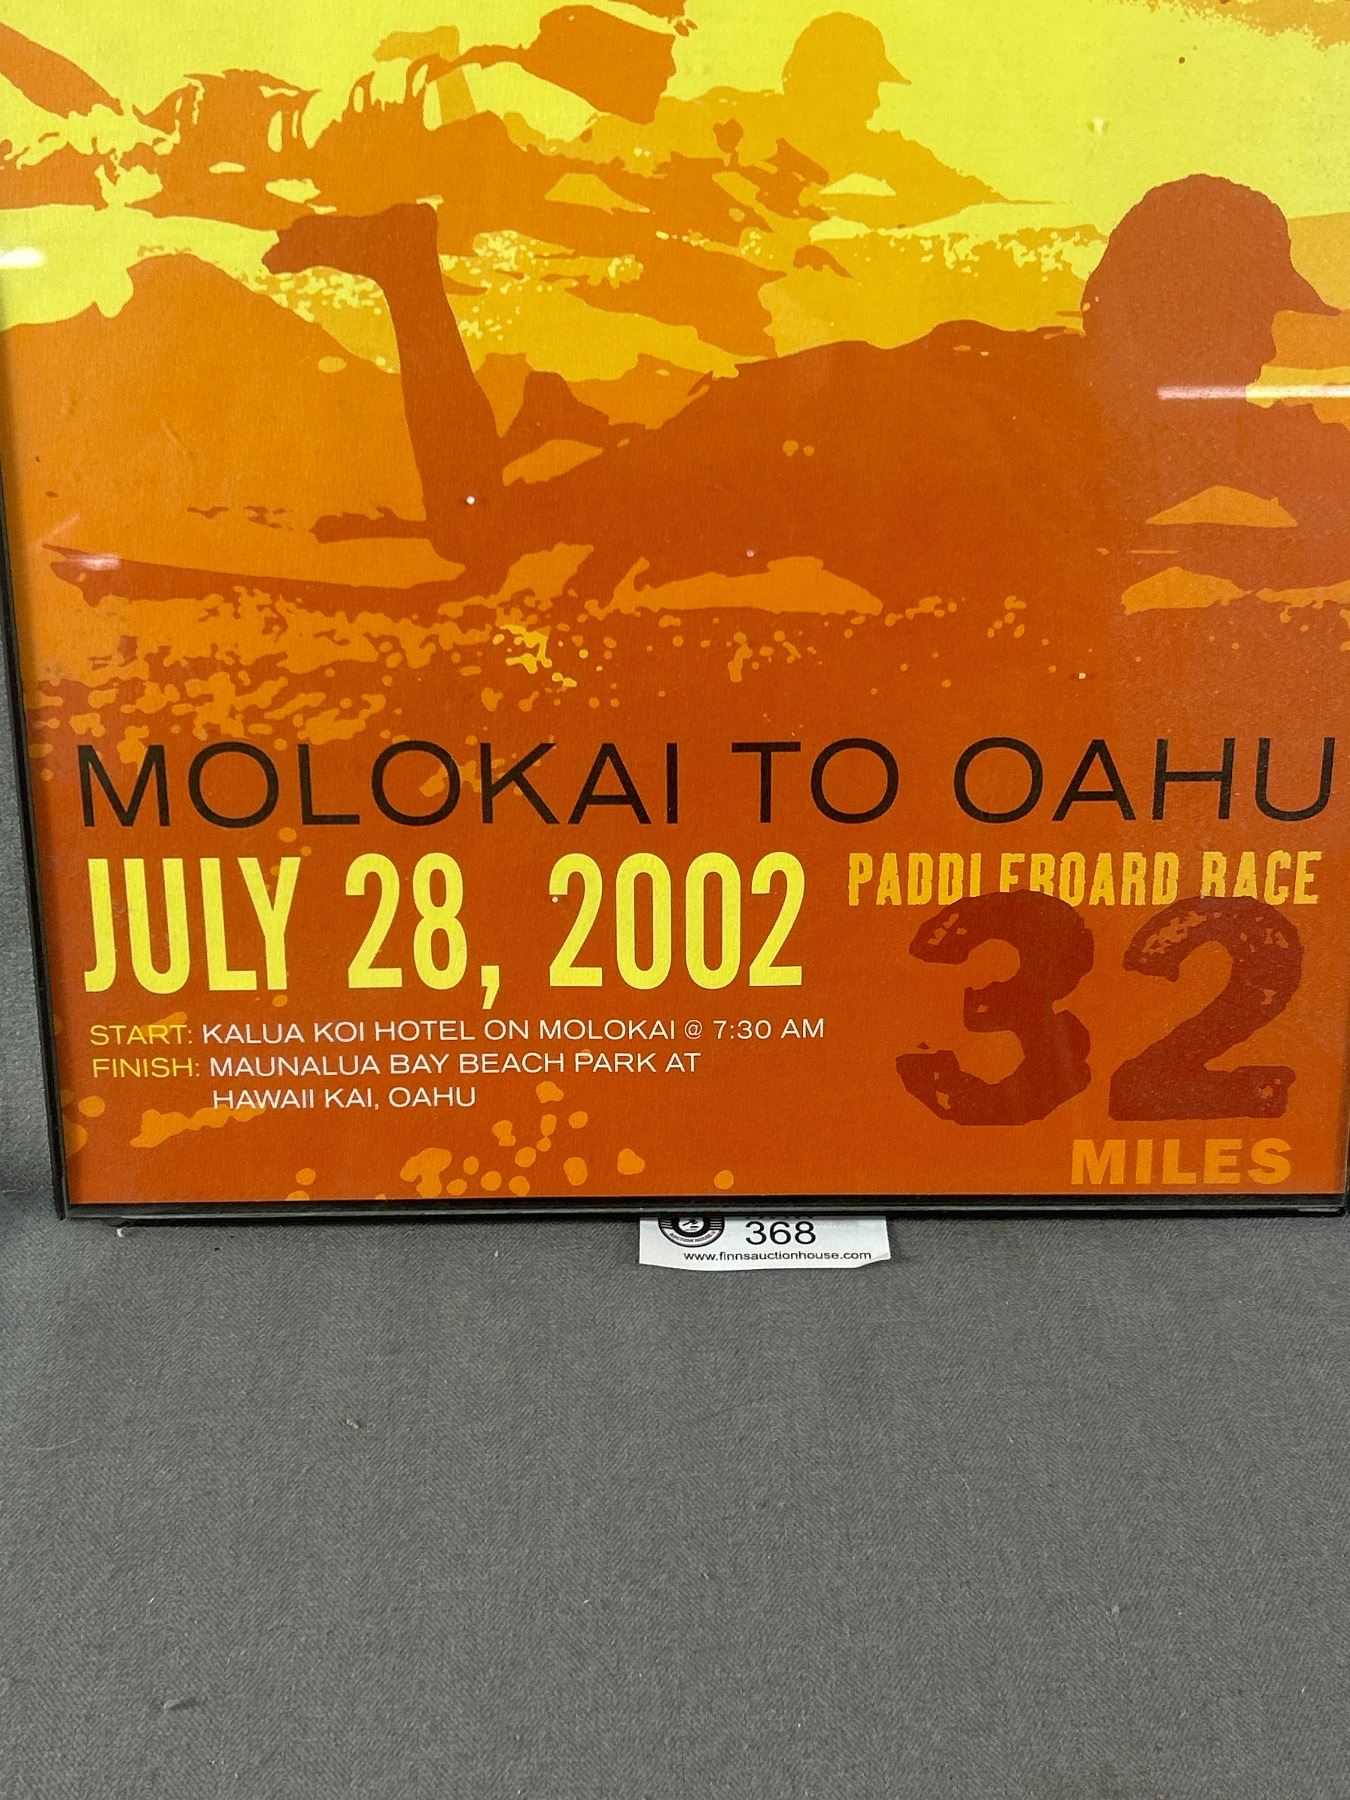 MOLOKAI TO OAHU
JULY 28, 2002
PADDLEBOARD RACE
32
MILES
START: KALUA KOI HOTEL ON MOLOKAI @ 7:30 AM
FINISH: MAUNALUA BAY BEACH PARK AT
HAWAII KAI, OAHU
368
www.finnsauctionhouse.com